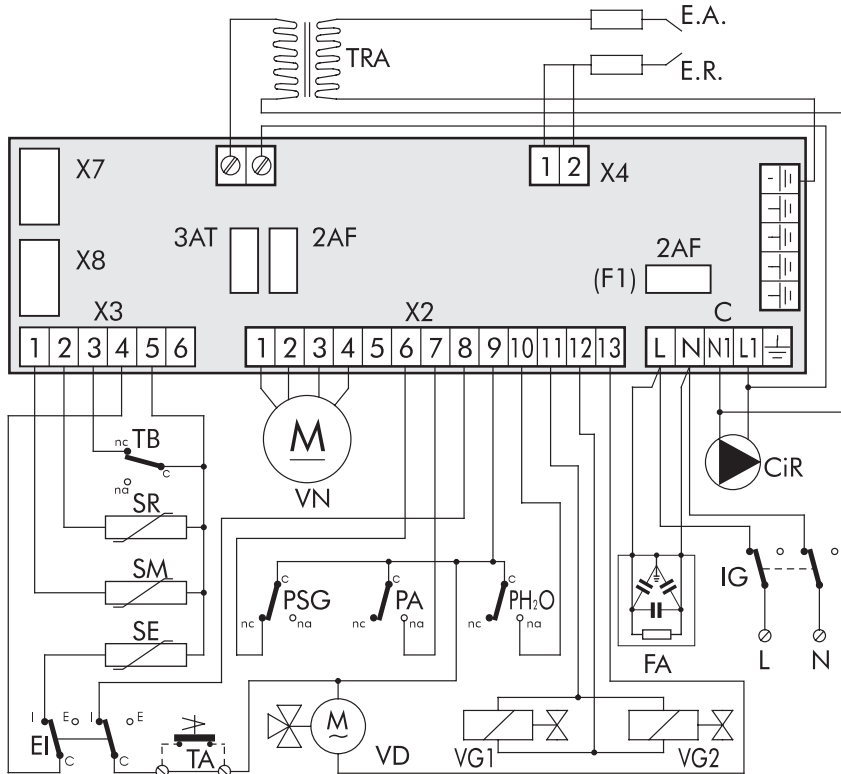 E.A.
TRA
E.R.
X7
1 2 X4
3AT 2AF
X8
2AF
(F1)
X3 X2 C
1 2 3 4 5 6
1 2 3 4 5 6 7 8 9 10 11 12 13
L N N1 L1
nc TB
c
na
M
VN
CiR
SR
SM
c c c
PSG PA PH2O
nc na nc na nc na
IG
SE
FA
L N
I E I E
EI
c c
TA
M
VD
VG1 VG2